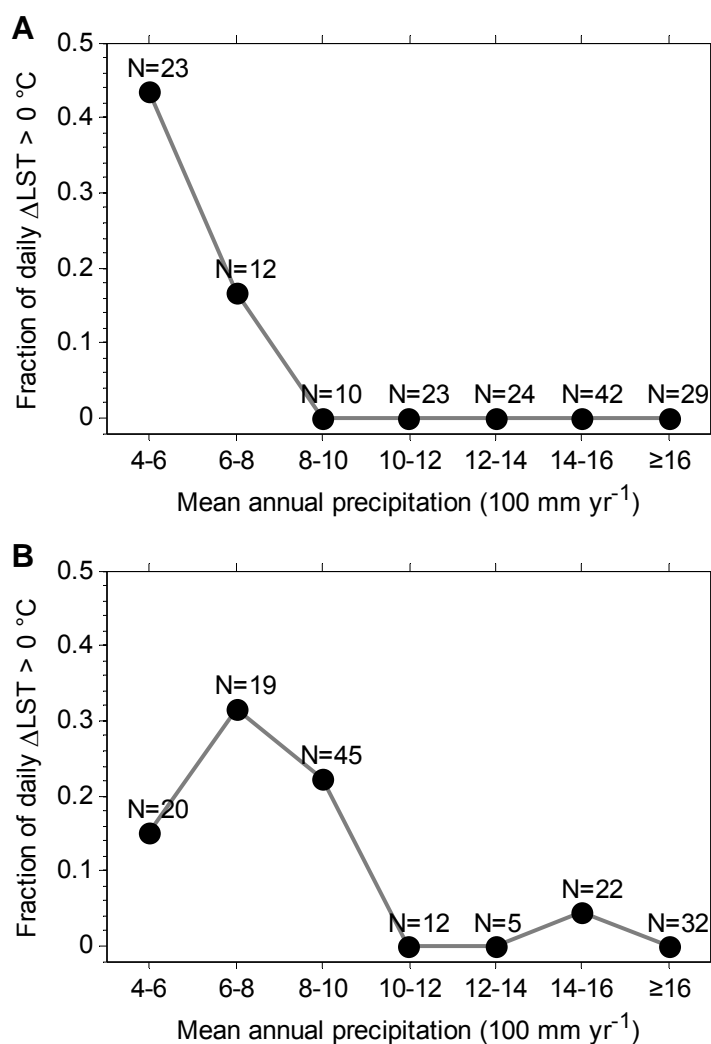 A
Fraction of daily ΔLST > 0 °C
0.5
0.4
0.3
0.2
0.1
0
N=23
N=12
N=10
N=23
N=24
N=42
N=29
4-6
6-8
8-10
10-12
12-14
14-16
≥16
Mean annual precipitation (100 mm yr⁻¹)
B
Fraction of daily ΔLST > 0 °C
0.5
0.4
0.3
0.2
0.1
0
N=20
N=19
N=45
N=12
N=5
N=22
N=32
4-6
6-8
8-10
10-12
12-14
14-16
≥16
Mean annual precipitation (100 mm yr⁻¹)